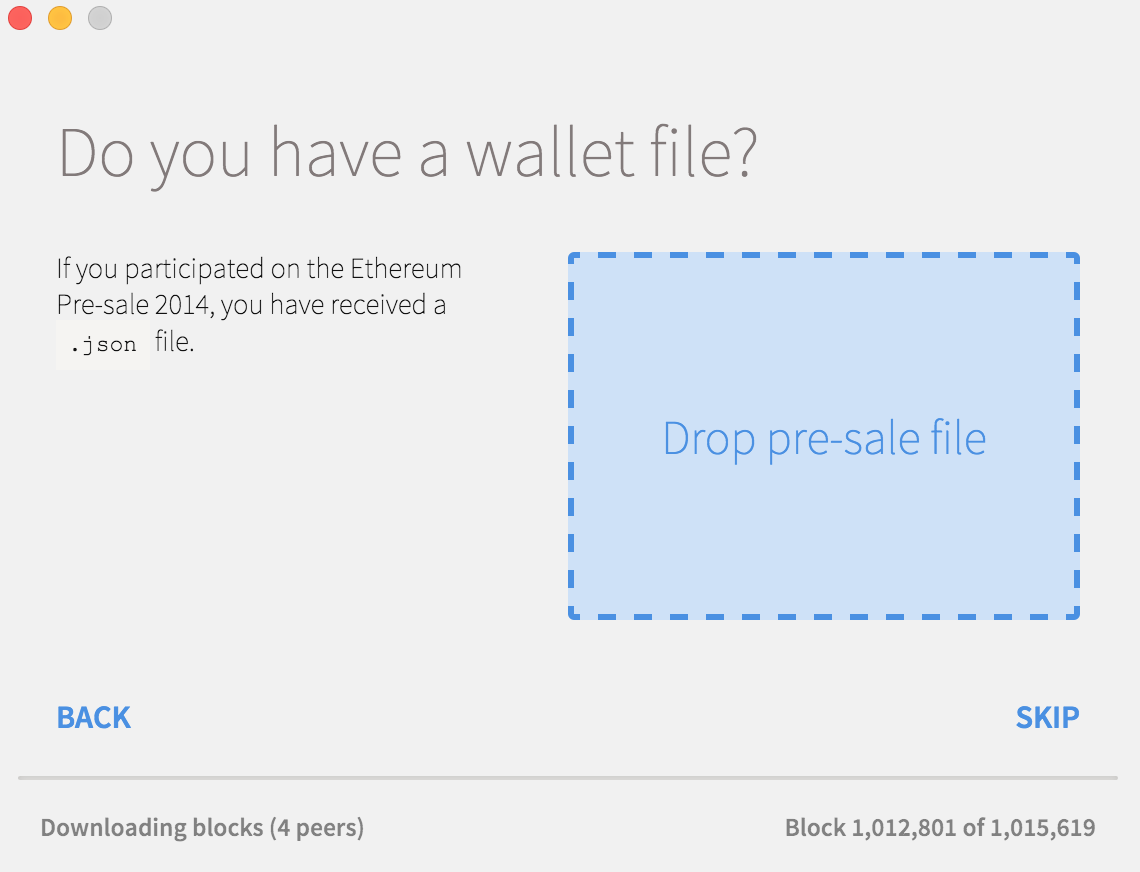 Do you have a wallet file?
If you participated on the Ethereum
Pre-sale 2014, you have received a
.json file.
Drop pre-sale file
BACK
SKIP
Downloading blocks (4 peers)
Block 1,012,801 of 1,015,619